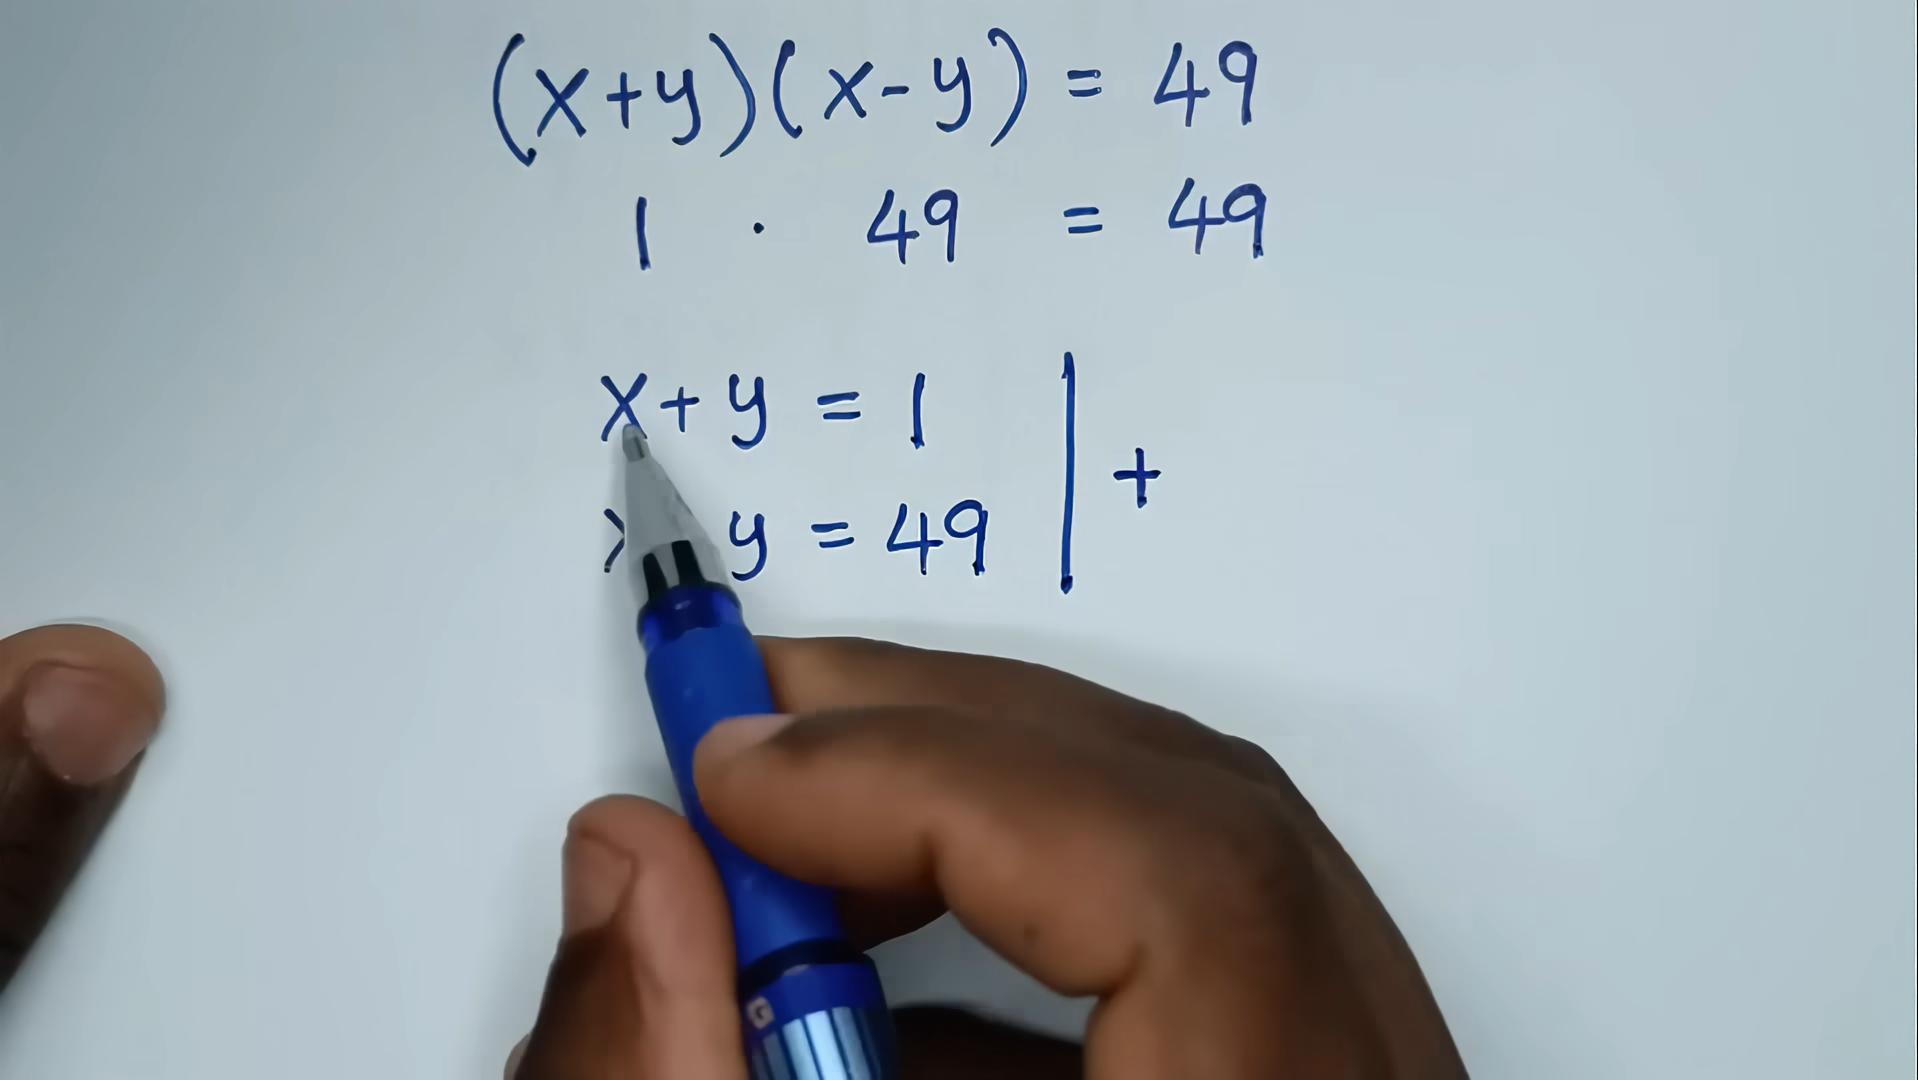 (x+y)(x-y) = 49
1 · 49 = 49
x+y = 1
y = 49
+
G